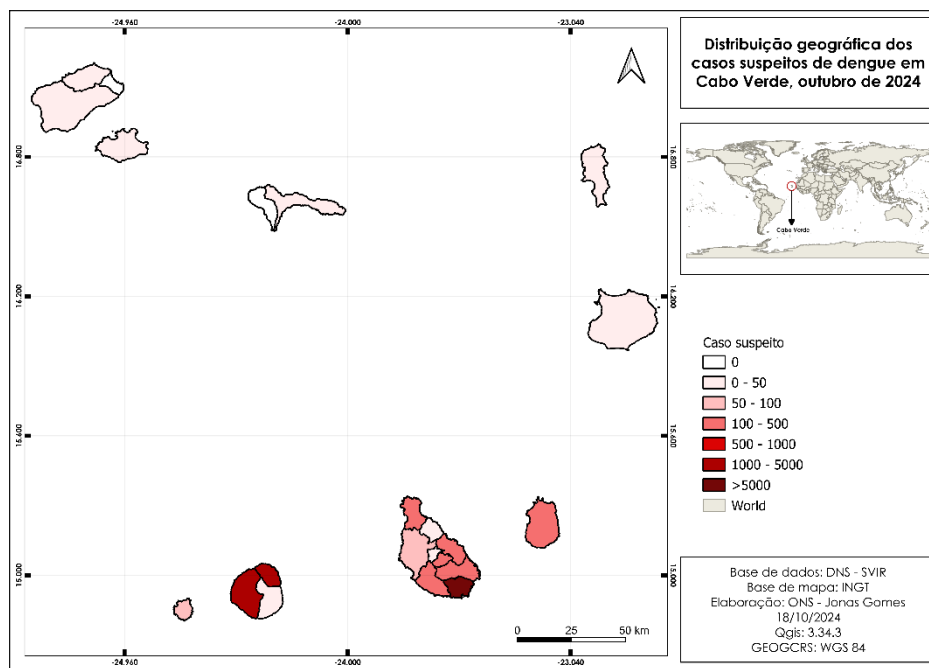 -24.960
-24.000
-23.040
16.800
16.800
16.200
16.200
15.600
15.600
15.000
15.000
0
25
50 km
-24.960
-24.000
-23.040
Distribuição geográfica dos
casos suspeitos de dengue em
Cabo Verde, outubro de 2024
Cabo Verde
Caso suspeito
0
0 - 50
50 - 100
100 - 500
500 - 1000
1000 - 5000
>5000
World
Base de dados: DNS - SVIR
Base de mapa: INGT
Elaboração: ONS - Jonas Gomes
18/10/2024
Qgis: 3.34.3
GEOGCRS: WGS 84